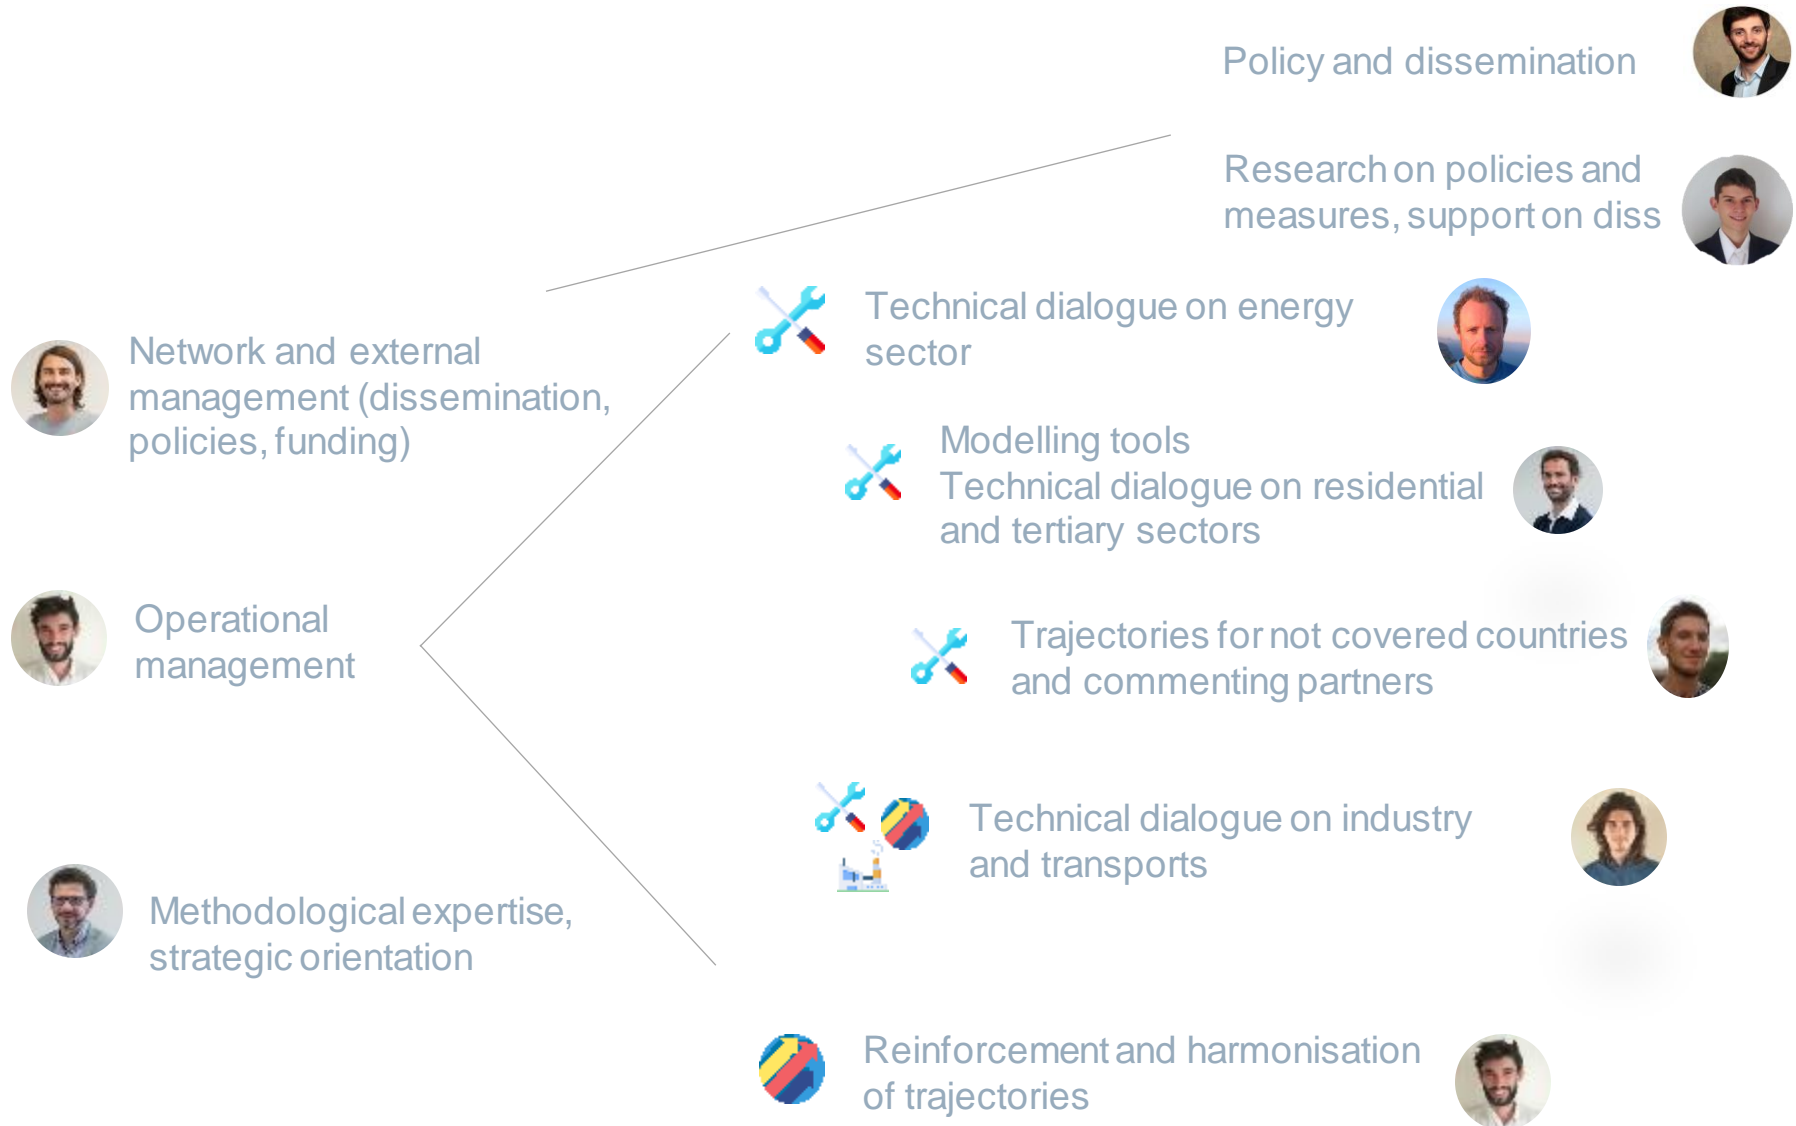 Policy and dissemination
Research on policies and
measures, support on diss
Technical dialogue on energy
sector
Network and external
management (dissemination,
policies, funding)
Modelling tools
Technical dialogue on residential
and tertiary sectors
Operational
management
Trajectories for not covered countries
and commenting partners
Technical dialogue on industry
and transports
Methodological expertise,
strategic orientation
Reinforcement and harmonisation
of trajectories